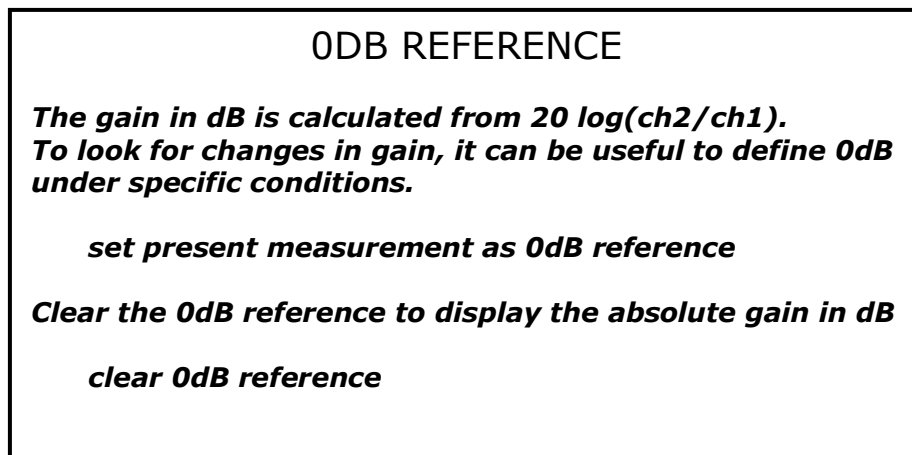 0DB REFERENCE
The gain in dB is calculated from 20 log(ch2/ch1).
To look for changes in gain, it can be useful to define 0dB
under specific conditions.
set present measurement as 0dB reference
Clear the 0dB reference to display the absolute gain in dB
clear 0dB reference